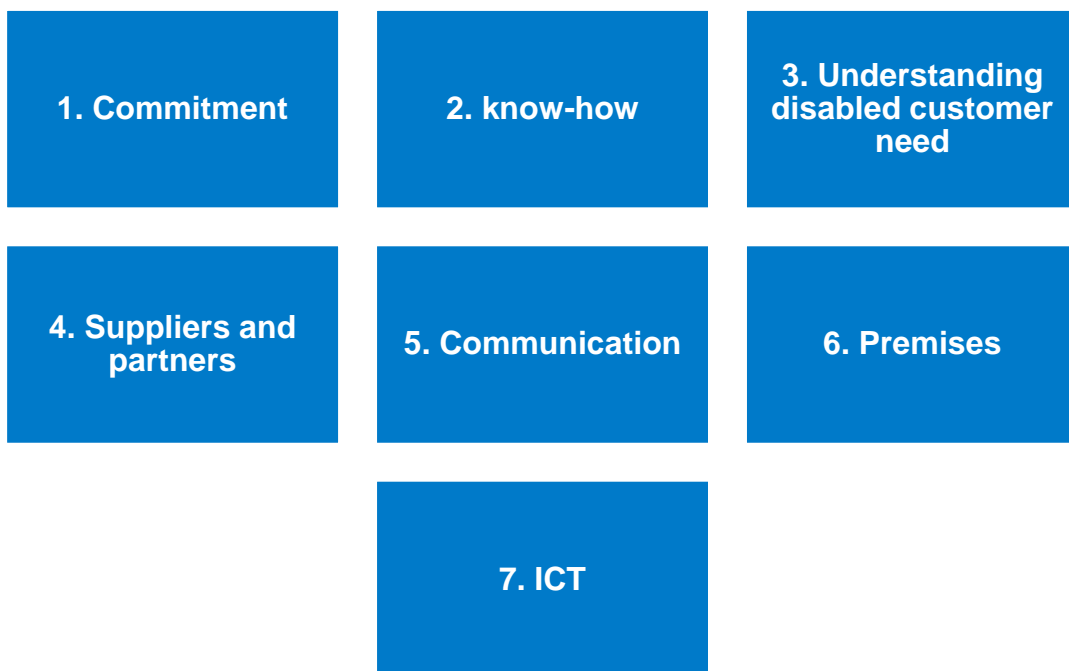 1. Commitment
2. know-how
3. Understanding
disabled customer
need
4. Suppliers and
partners
5. Communication
6. Premises
7. ICT